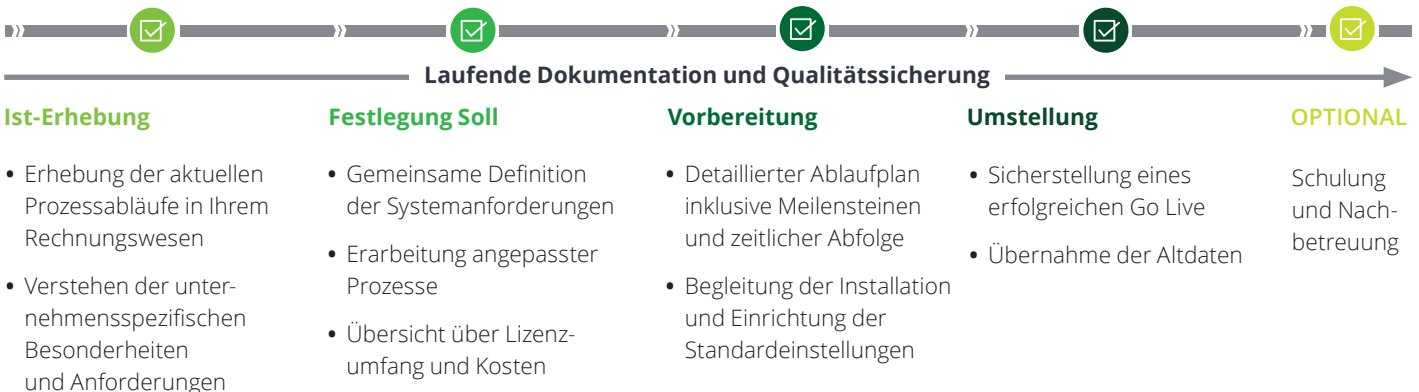 Laufende Dokumentation und Qualitätssicherung
Ist-Erhebung
• Erhebung der aktuellen
Prozessabläufe in Ihrem
Rechnungswesen
• Verstehen der unter-
nehmensspezifischen
Besonderheiten
und Anforderungen
Festlegung Soll
• Gemeinsame Definition
der Systemanforderungen
• Erarbeitung angepasster
Prozesse
• Übersicht über Lizenz-
umfang und Kosten
Vorbereitung
• Detaillierter Ablaufplan
inklusive Meilensteinen
und zeitlicher Abfolge
• Begleitung der Installation
und Einrichtung der
Standardeinstellungen
Umstellung
• Sicherstellung eines
erfolgreichen Go Live
• Übernahme der Altdaten
OPTIONAL
Schulung
und Nach-
betreuung